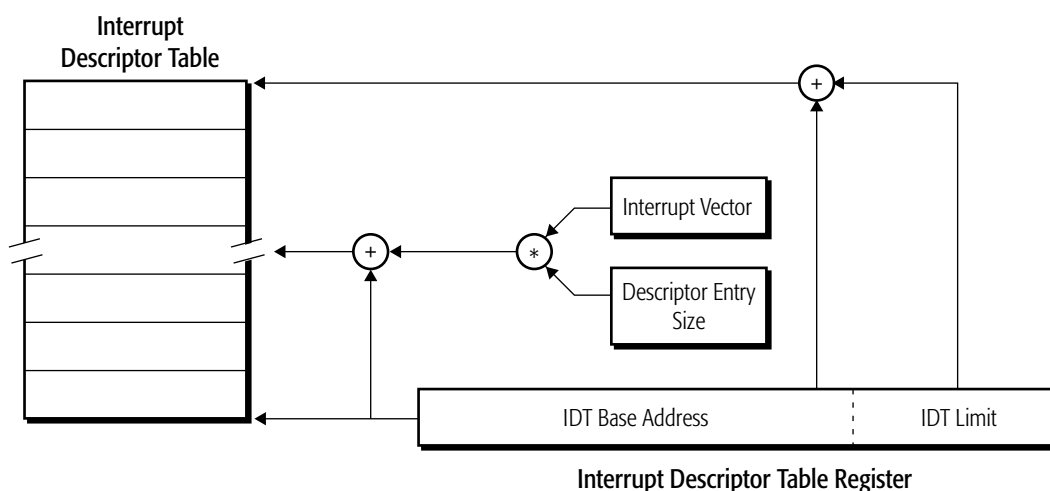 Interrupt
Descriptor Table
+
Interrupt Vector
+
*
Descriptor Entry
Size
IDT Base Address
IDT Limit
Interrupt Descriptor Table Register